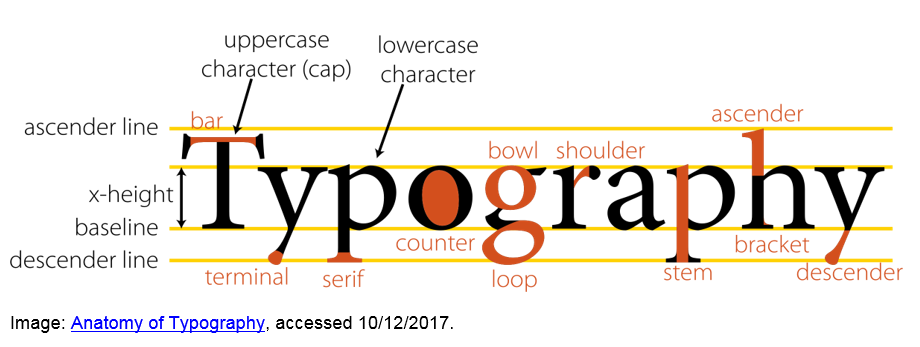 uppercase
character (cap)
lowercase
character
ascender line
bar
ascender
bowl
shoulder
Typography
x-height
baseline
counter
bracket
descender line
terminal
serif
loop
stem
descender
Image: Anatomy of Typography, accessed 10/12/2017.